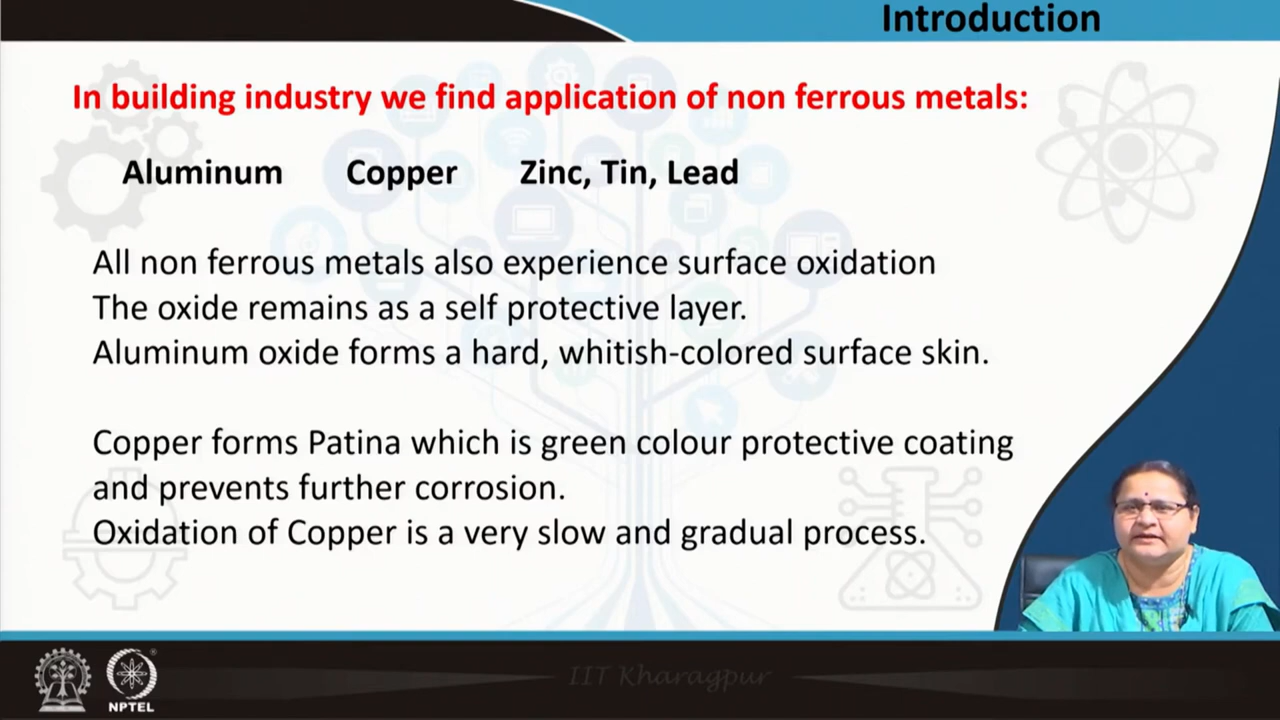 Introduction
In building industry we find application of non ferrous metals:
Aluminum Copper Zinc, Tin, Lead
All non ferrous metals also experience surface oxidation
The oxide remains as a self protective layer.
Aluminum oxide forms a hard, whitish-colored surface skin.
Copper forms Patina which is green colour protective coating
and prevents further corrosion.
Oxidation of Copper is a very slow and gradual process.
IIT Kharagpur
NPTEL